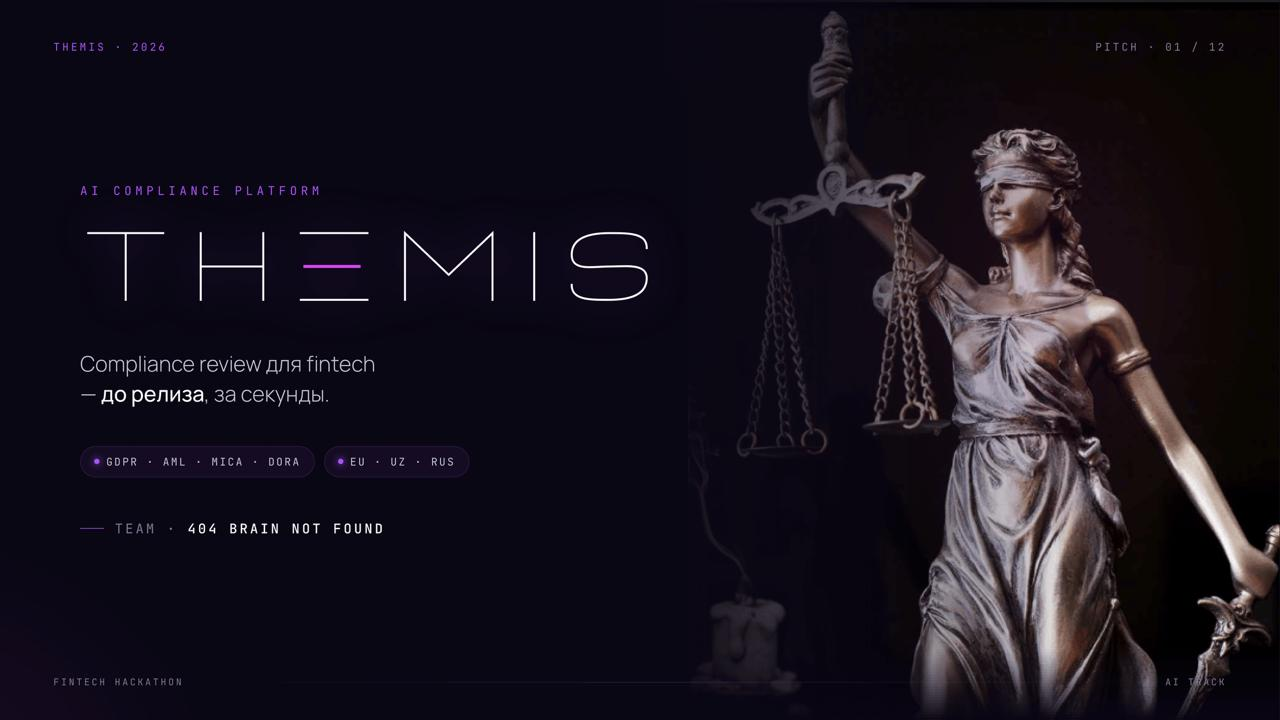 THEMIS · 2026
PITCH · 01 / 12
AI COMPLIANCE PLATFORM
THEMIS
Compliance review для fintech
— до релиза, за секунды.
GDPR · AML · MICA · DORA
EU · UZ · RUS
TEAM · 404 BRAIN NOT FOUND
FINTECH HACKATHON
AI TRACK